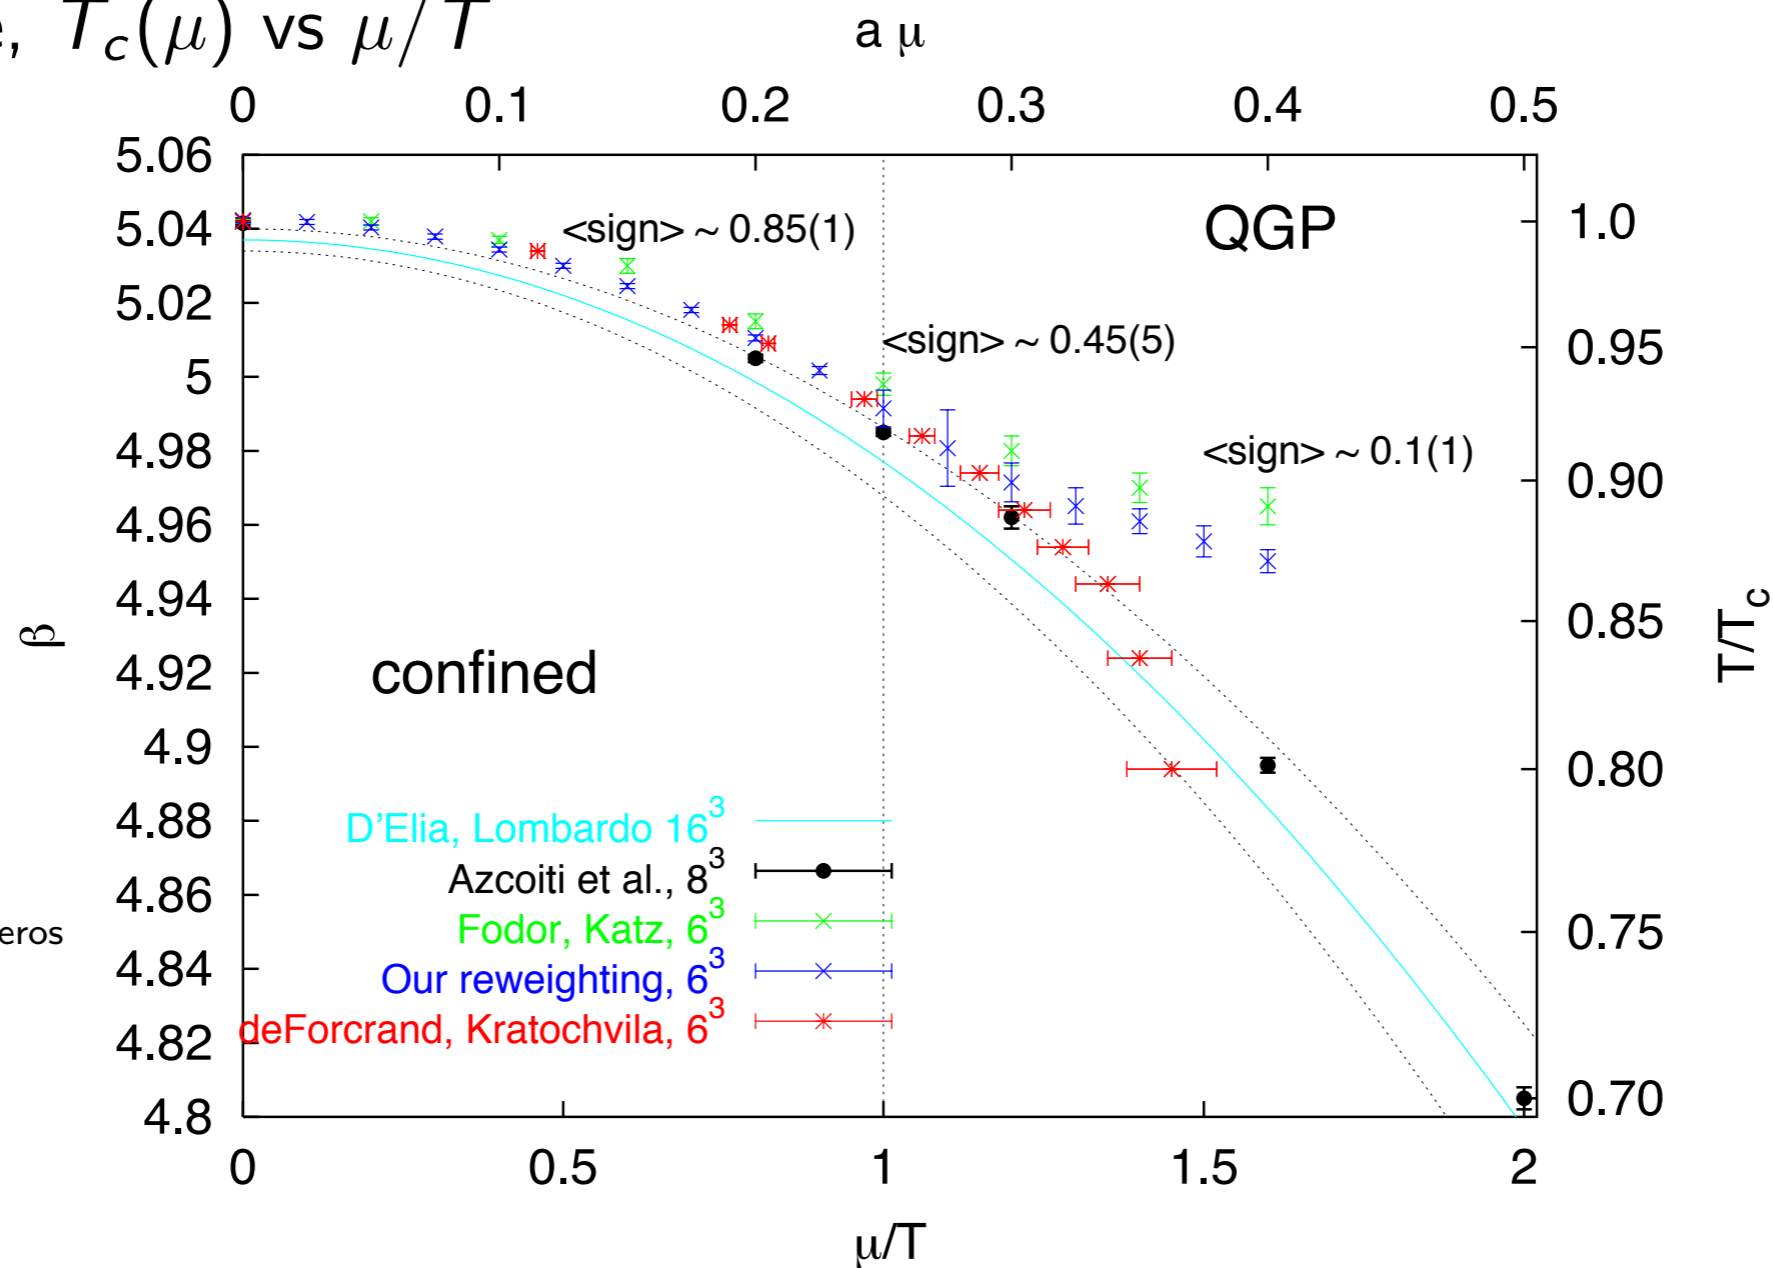 e, T_c(μ) vs μ/T
a μ
0 0.1 0.2 0.3 0.4 0.5
5.06
5.04
5.02
5
4.98
4.96
4.94
4.92
4.9
4.88
4.86
4.84
4.82
4.8
β
<sign> ~ 0.85(1)
QGP
<sign> ~ 0.45(5)
<sign> ~ 0.1(1)
confined
D'Elia, Lombardo 16³
Azcoiti et al., 8³
Fodor, Katz, 6³
Our reweighting, 6³
deForcrand, Kratochvila, 6³
eros
1.0
0.95
0.90
0.85
0.80
0.75
0.70
T/T_c
0 0.5 1 1.5 2
μ/T